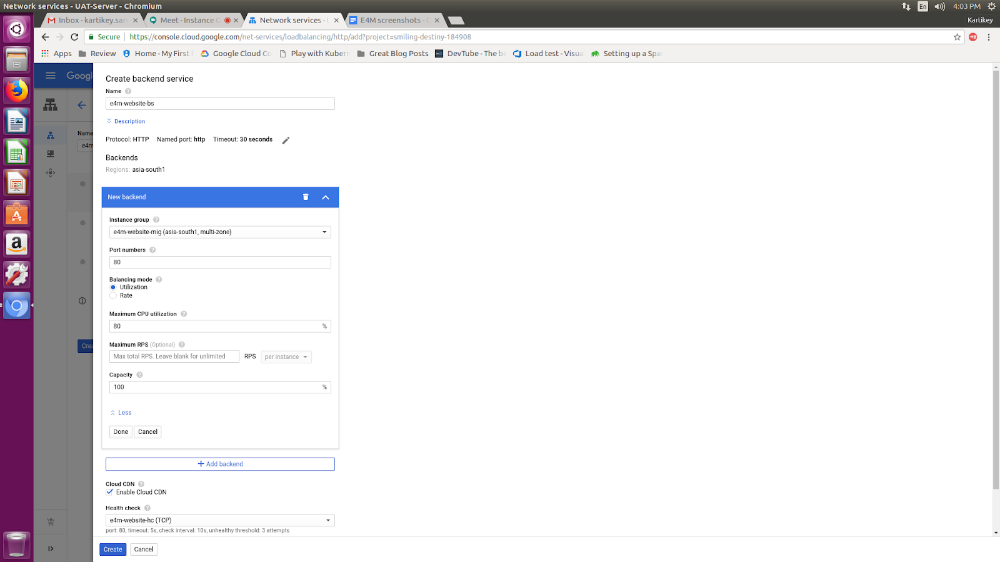 Network services - UAT-Server - Chromium
En
4:03 PM
Inbox - kartikey.sar
Meet - Instance G
Network services - U
E4M screenshots - G
Kartikey
Secure
https://console.cloud.google.com/net-services/loadbalancing/http/add?project=smiling-destiny-184908
Apps
Review
Home - My First
Google Cloud Co
Play with Kubern
Great Blog Posts
DevTube - The be
Load test - Visua
Setting up a Spa
Googl
Create backend service
Name
e4m-website-bs
Description
Name
e4m
Protocol: HTTP Named port: http Timeout: 30 seconds
Backends
Regions: asia-south1
New backend
Instance group
e4m-website-mig (asia-south1, multi-zone)
Port numbers
80
Balancing mode
Utilization
Rate
Maximum CPU utilization
80 %
Maximum RPS (Optional)
Max total RPS. Leave blank for unlimited RPS per instance
Crea
Capacity
100 %
Less
Done Cancel
Add backend
Cloud CDN
Enable Cloud CDN
Health check
e4m-website-hc (TCP)
port: 80, timeout: 5s, check interval: 10s, unhealthy threshold: 3 attempts
Create Cancel